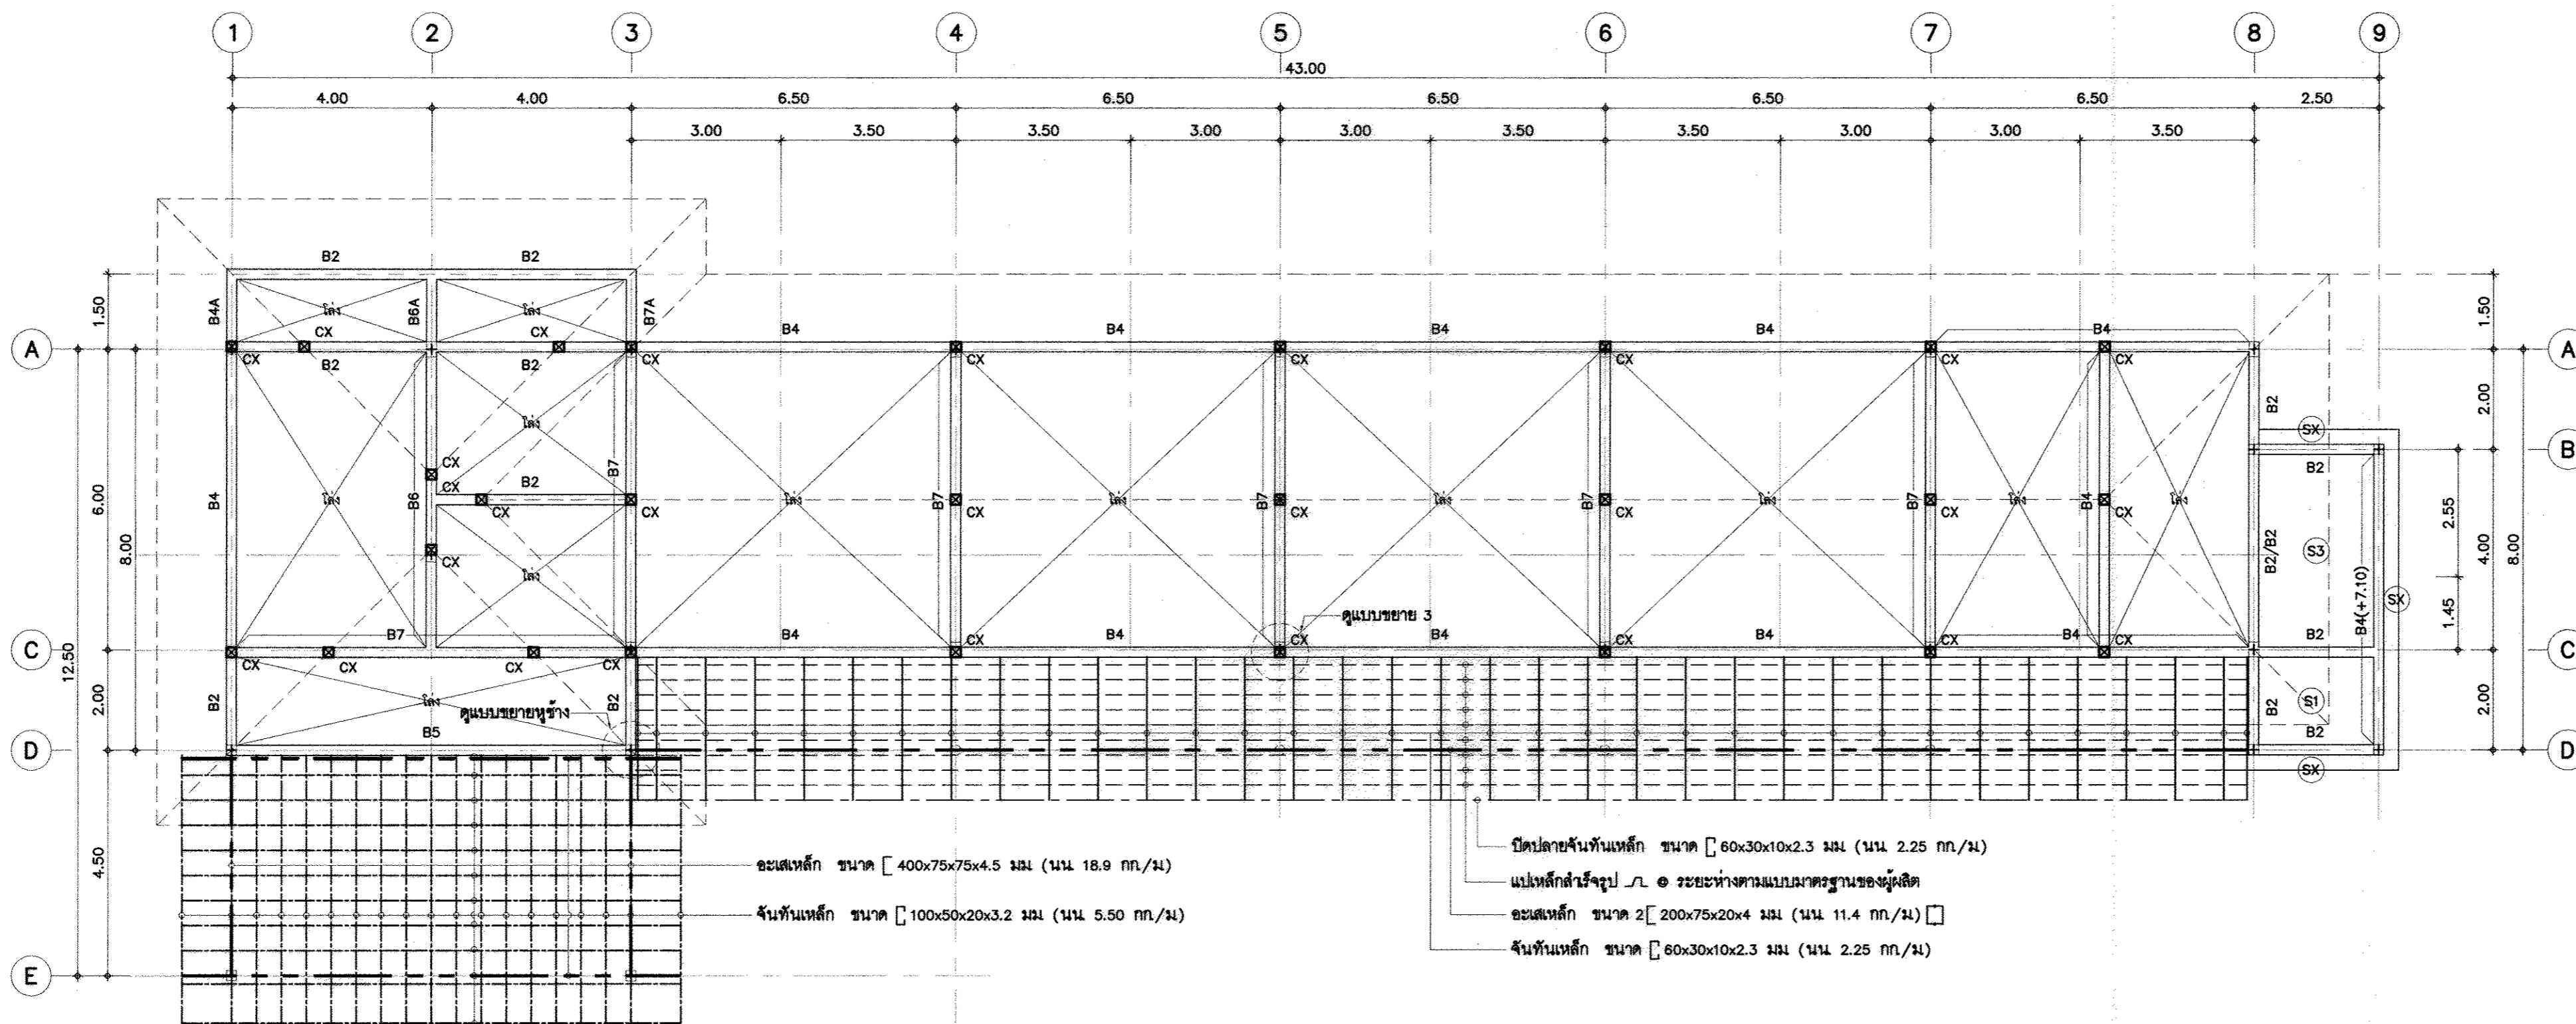 1 2 3 4 5 6 7 8 9
43.00
4.00 4.00 6.50 6.50 6.50 6.50 6.50 2.50
3.00 3.50 3.50 3.00 3.00 3.50 3.50 3.00 3.00 3.50
B2 B2
1.50 B4A โล่ง B6A โล่ง B7A 1.50
CX CX B4 B4 B4 B4 B4
A A
CX B2 B2 CX CX CX CX CX CX
2.00 B2
โล่ง SX
B B
CX B7 B2
CX B2
6.00 B4 โล่ง B6 โล่ง B7 โล่ง B7 โล่ง B7 โล่ง B7 โล่ง B4 โล่ง 2.55
CX CX CX CX CX CX CX
8.00 B2/B2 S3 4.00 8.00
CX
โล่ง B4(+7.10) SX 1.45
ดูแบบขยาย 3
B7 B4 B4 B4 B4 B4 B2
C C
CX CX CX CX CX CX CX CX CX
12.50
2.00 B2 โล่ง B2 B2 S1 2.00
ดูแบบขยายหูช้าง
B5 B2
D D
SX
4.50
อะเสเหล็ก ขนาด [ 400x75x75x4.5 มม (นน. 18.9 กก./ม)
จันทันเหล็ก ขนาด [ 100x50x20x3.2 มม (นน. 5.50 กก./ม)
ปิดปลายจันทันเหล็ก ขนาด [ 60x30x10x2.3 มม (นน. 2.25 กก./ม)
แปเหล็กสำเร็จรูป @ ระยะห่างตามแบบมาตรฐานของผู้ผลิต
อะเสเหล็ก ขนาด 2[ 200x75x20x4 มม (นน. 11.4 กก./ม)
จันทันเหล็ก ขนาด [ 60x30x10x2.3 มม (นน. 2.25 กก./ม)
E